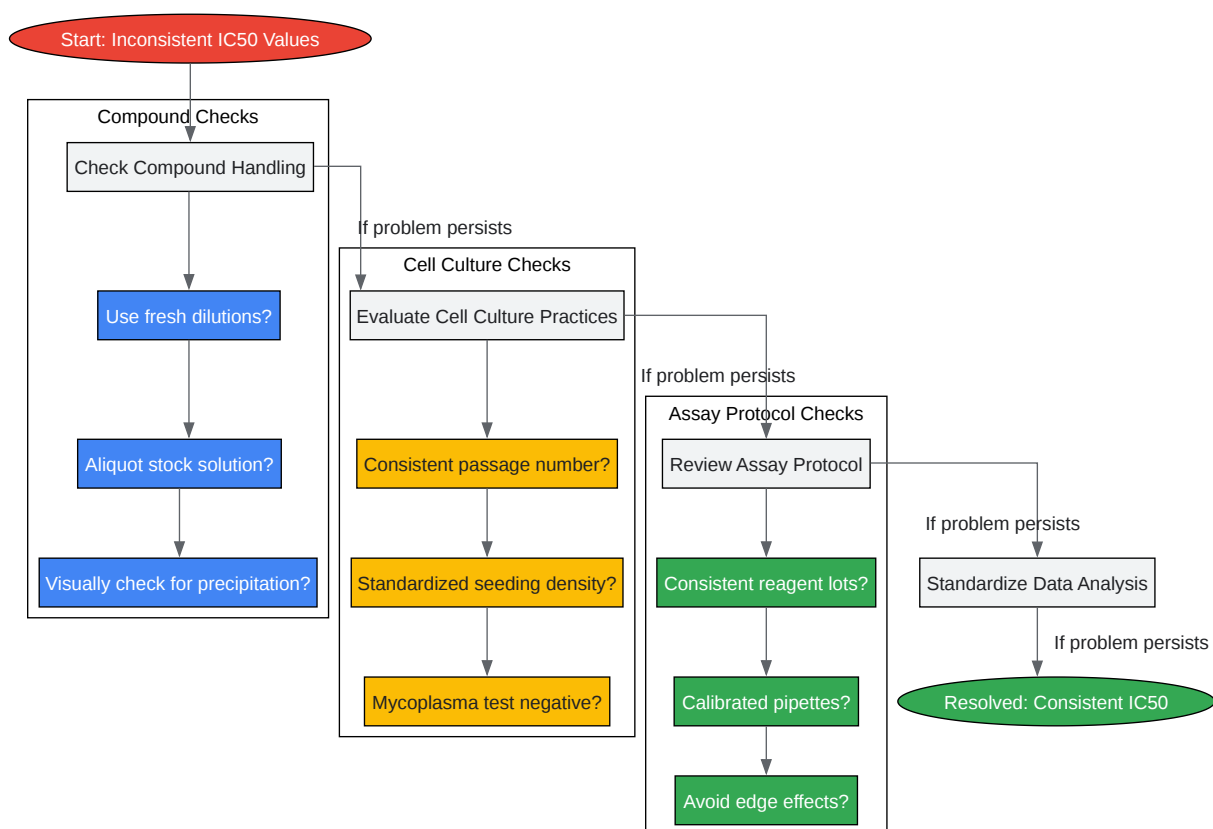 Start: Inconsistent IC50 Values
Compound Checks
Check Compound Handling
If problem persists
Use fresh dilutions?
Aliquot stock solution?
Visually check for precipitation?
Cell Culture Checks
Evaluate Cell Culture Practices
If problem persists
Consistent passage number?
Standardized seeding density?
Mycoplasma test negative?
Assay Protocol Checks
Review Assay Protocol
If problem persists
Consistent reagent lots?
Calibrated pipettes?
Avoid edge effects?
Standardize Data Analysis
If problem persists
Resolved: Consistent IC50